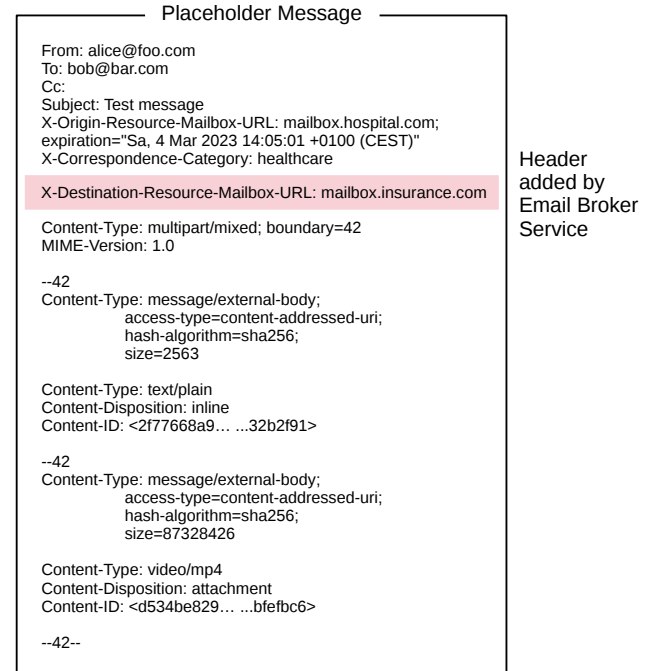 Placeholder Message
From: alice@foo.com
To: bob@bar.com
Cc:
Subject: Test message
X-Origin-Resource-Mailbox-URL: mailbox.hospital.com;
expiration="Sa, 4 Mar 2023 14:05:01 +0100 (CEST)"
X-Correspondence-Category: healthcare
X-Destination-Resource-Mailbox-URL: mailbox.insurance.com
Header
added by
Email Broker
Service
Content-Type: multipart/mixed; boundary=42
MIME-Version: 1.0
--42
Content-Type: message/external-body;
access-type=content-addressed-uri;
hash-algorithm=sha256;
size=2563
Content-Type: text/plain
Content-Disposition: inline
Content-ID: <2f77668a9… ...32b2f91>
--42
Content-Type: message/external-body;
access-type=content-addressed-uri;
hash-algorithm=sha256;
size=87328426
Content-Type: video/mp4
Content-Disposition: attachment
Content-ID: <d534be829… ...bfefbc6>
--42--